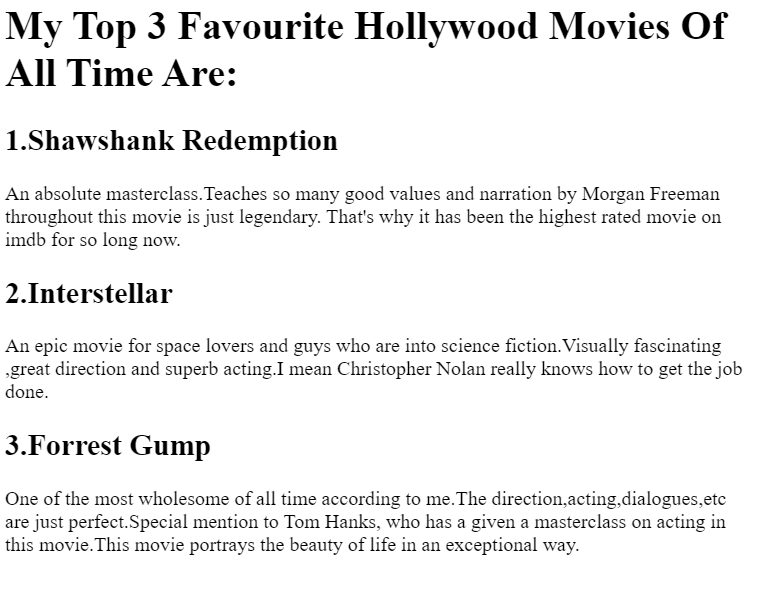 My Top 3 Favourite Hollywood Movies Of
All Time Are:
1.Shawshank Redemption
An absolute masterclass.Teaches so many good values and narration by Morgan Freeman
throughout this movie is just legendary. That's why it has been the highest rated movie on
imdb for so long now.
2.Interstellar
An epic movie for space lovers and guys who are into science fiction.Visually fascinating
,great direction and superb acting.I mean Christopher Nolan really knows how to get the job
done.
3.Forrest Gump
One of the most wholesome of all time according to me.The direction,acting,dialogues,etc
are just perfect.Special mention to Tom Hanks, who has a given a masterclass on acting in
this movie.This movie portrays the beauty of life in an exceptional way.